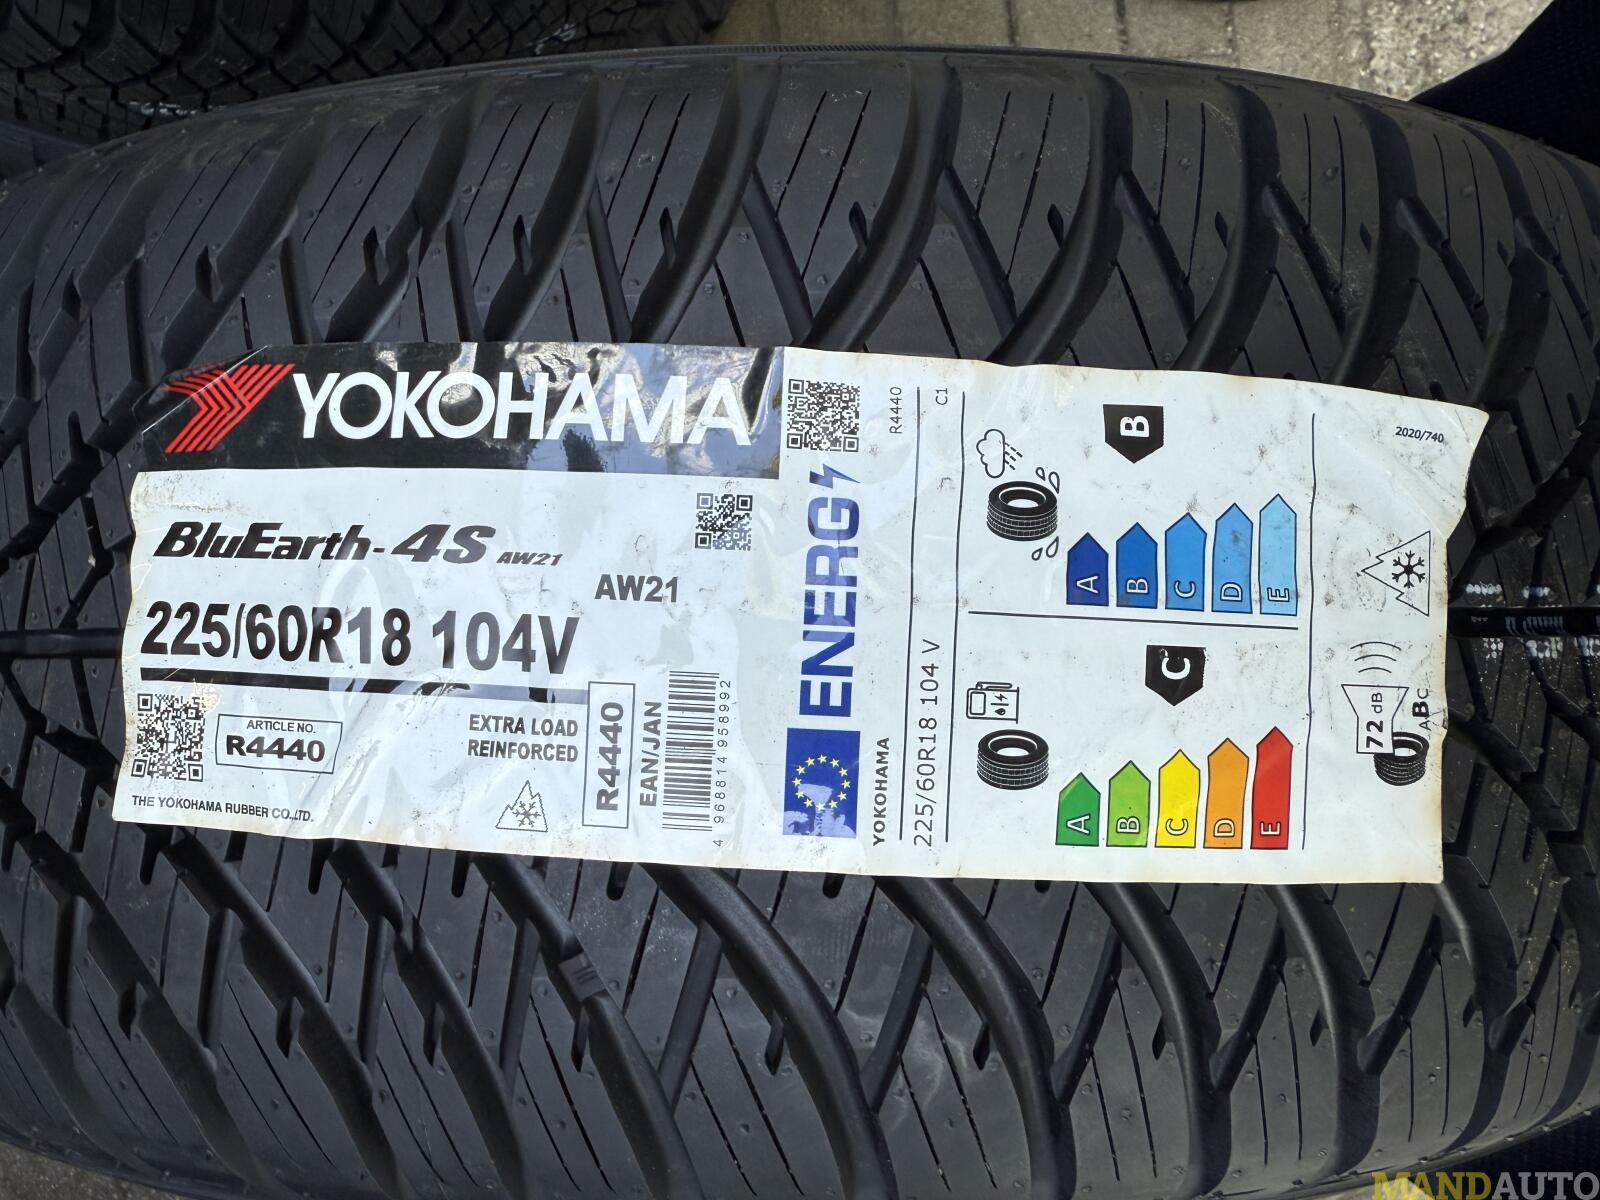 YOKOHAMA
BluEarth-4S AW21
AW21
225/60R18 104V
ARTICLE NO.
R4440
EXTRA LOAD
REINFORCED
THE YOKOHAMA RUBBER CO.,LTD.
R4440
EAN/JAN
4 968814 958992
ENERG
YOKOHAMA
R4440
225/60R18 104 V
C1
B
A
B
C
D
E
C
A
B
C
D
E
2020/740
72 dB
ABC
MANDAUTO